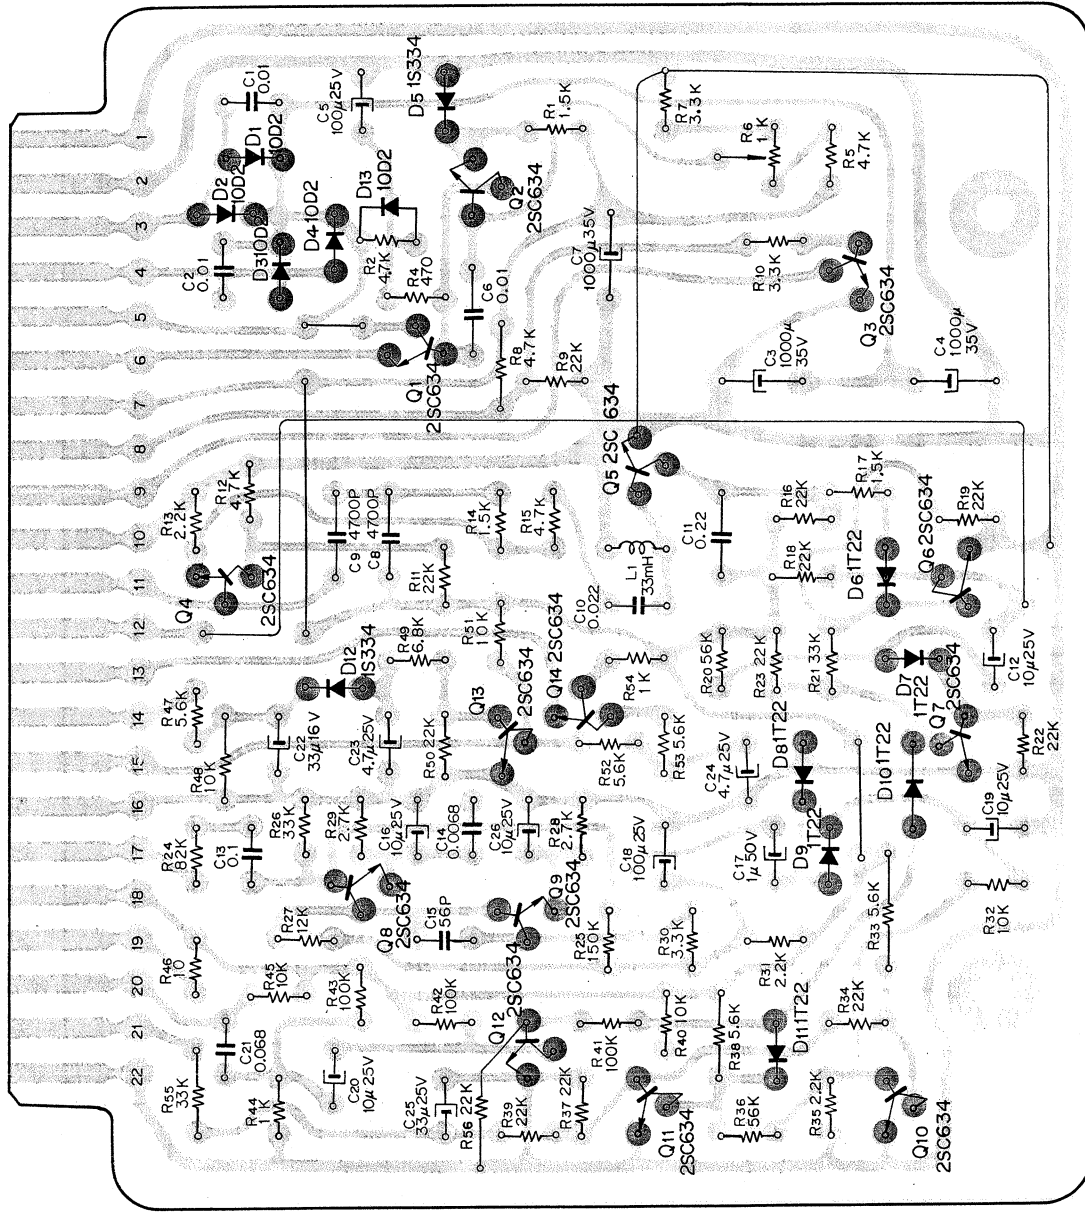 1
2
3
4
5
6
7
8
9
10
11
12
13
14
15
16
17
18
19
20
21
22
C1
0.01
D1
10D2
D2
10D2
D3 10D2
D4 10D2
C2
0.01
C5
100μ25V
D13
10D2
R2
4.7K
R4
470
C6
0.01
D5 1S334
Q2
2SC634
R1
1.5K
R7
3.3K
R6
1K
R5
4.7K
C7
1000μ35V
R10
3.3K
Q3
2SC634
C3
1000μ
35V
C4
1000μ
35V
Q1
2SC634
R8
4.7K
R9
22K
Q5 2SC634
R12
4.7K
R13
2.2K
Q4
2SC634
C9
4700P
C8
4700P
R11
22K
R14
1.5K
R15
4.7K
C10
0.022
L1
33mH
C11
0.22
R16
22K
R17
1.5K
R18
22K
D6 1T22
Q6 2SC634
R19
22K
R49
6.8K
R51
10K
D12
1S334
Q13
2SC634
Q14 2SC634
R54
1K
R20 56K
R23 22K
R21 33K
D7
1T22
Q7
2SC634
C12
10μ25V
R47
5.6K
R48
10K
C22
33μ16V
C23
4.7μ25V
R50 22K
R52
5.6K
R53 5.6K
C24
4.7μ25V
D8 1T22
D10 1T22
R22
22K
R26
33K
R29
2.7K
C16
10μ25V
C14
0.0068
C26
10μ25V
R28
2.7K
R24
82K
C13
0.1
C18
100μ25V
C17
1μ50V
D9
1T22
C19
10μ25V
Q8
2SC634
Q9
2SC634
R27
12K
C15
56P
R25
150K
R30
3.3K
R31
2.2K
R33 5.6K
R32
10K
R46
10
R45
10K
R43
100K
R42
100K
Q12
2SC634
R41
100K
R40 10K
R38 5.6K
D11 1T22
R34
22K
C21
0.068
R55
33K
R44
1K
C20
10μ25V
C25
33μ25V
R56 22K
R39
22K
R37 22K
Q11
2SC634
R36
56K
R35 22K
Q10
2SC634